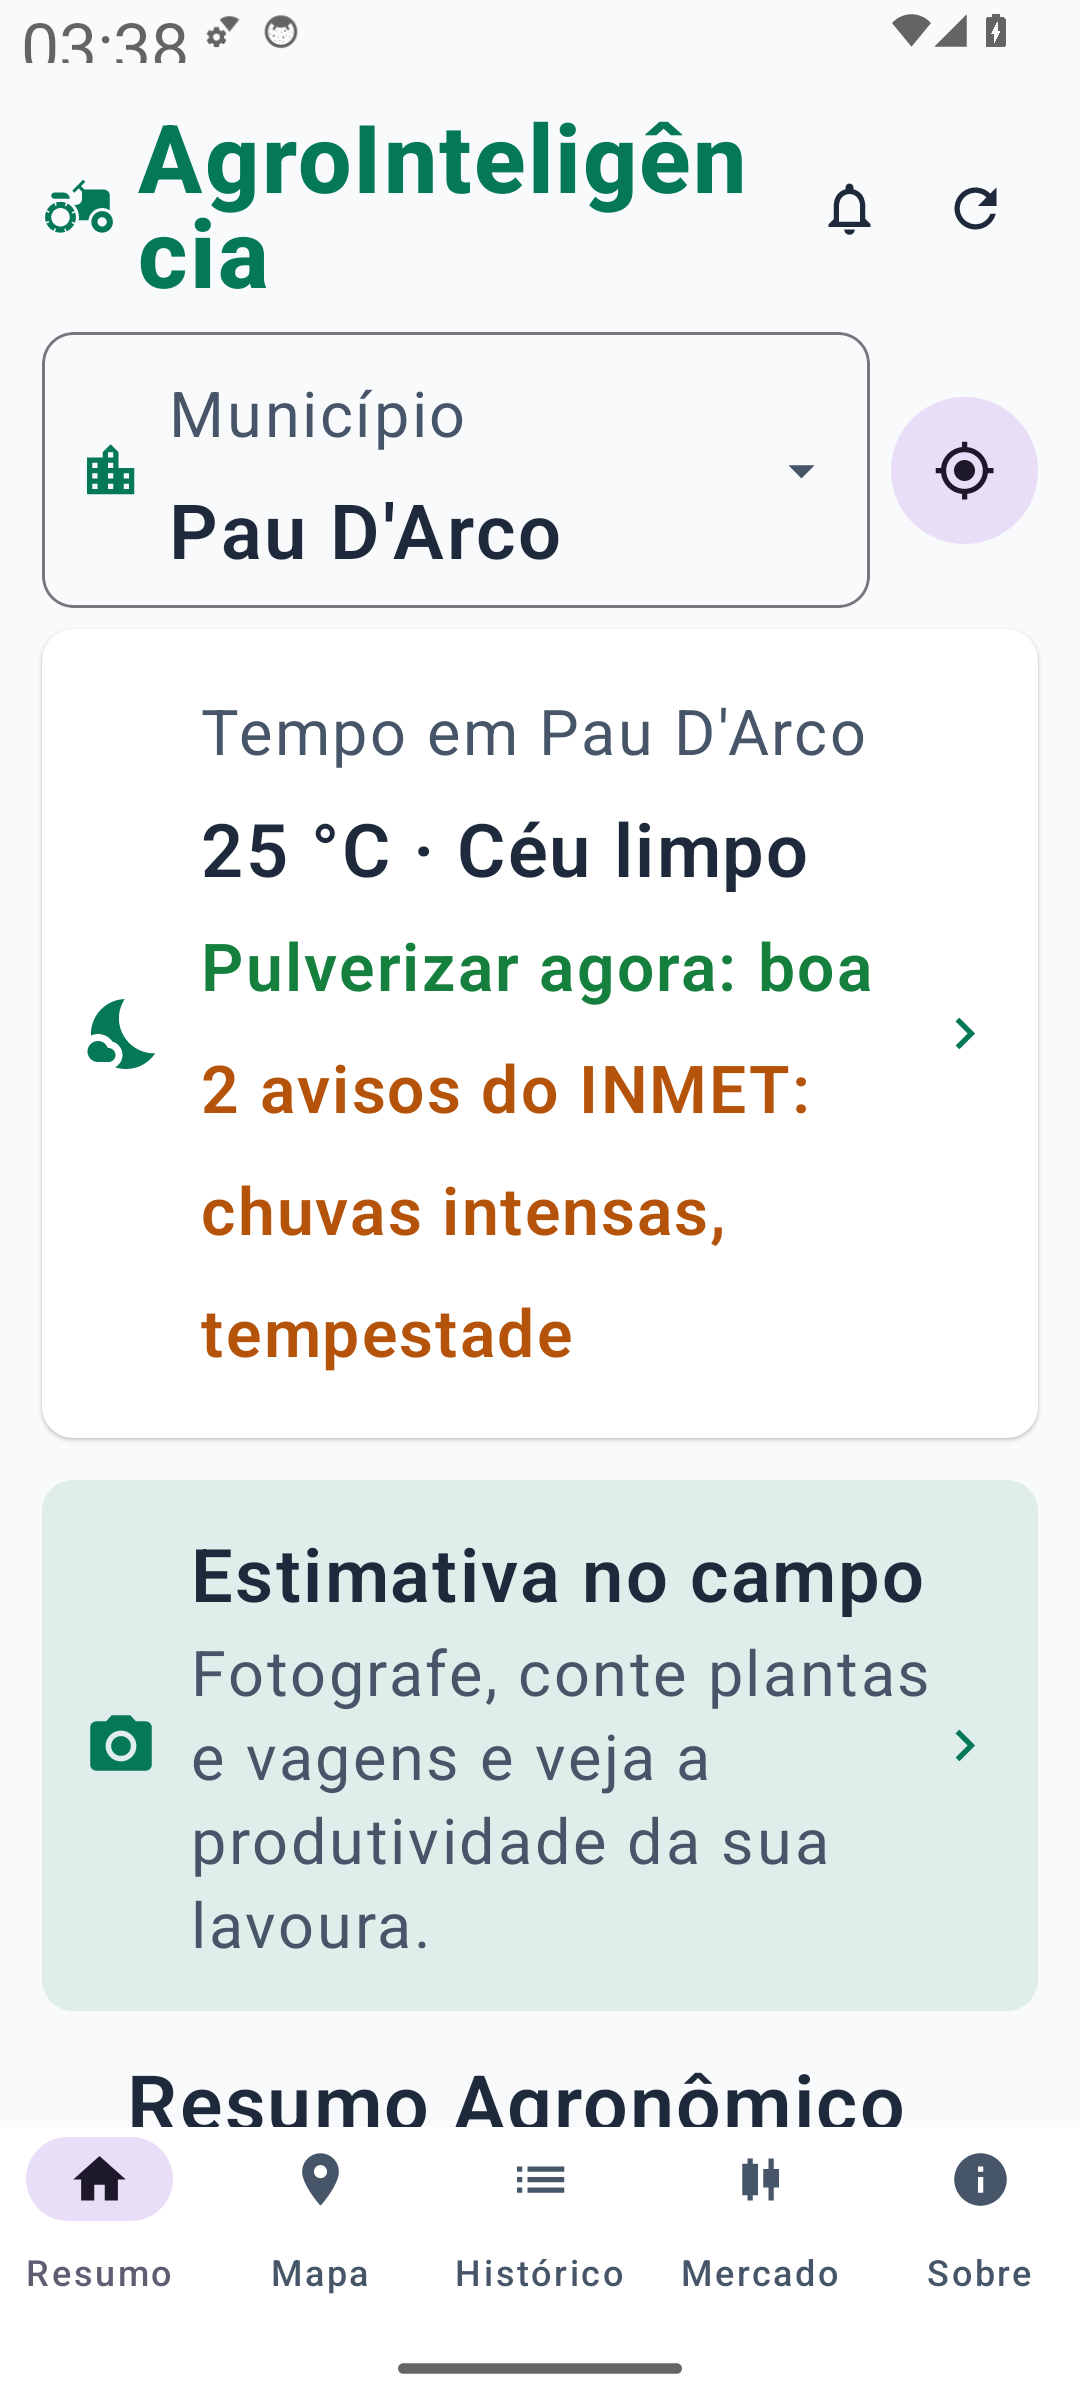 03:38
AgroInteligên
cia
Município
Pau D'Arco
Tempo em Pau D'Arco
25 °C · Céu limpo
Pulverizar agora: boa
2 avisos do INMET:
chuvas intensas,
tempestade
Estimativa no campo
Fotografe, conte plantas
e vagens e veja a
produtividade da sua
lavoura.
Resumo Agronômico
Resumo
Mapa
Histórico
Mercado
Sobre